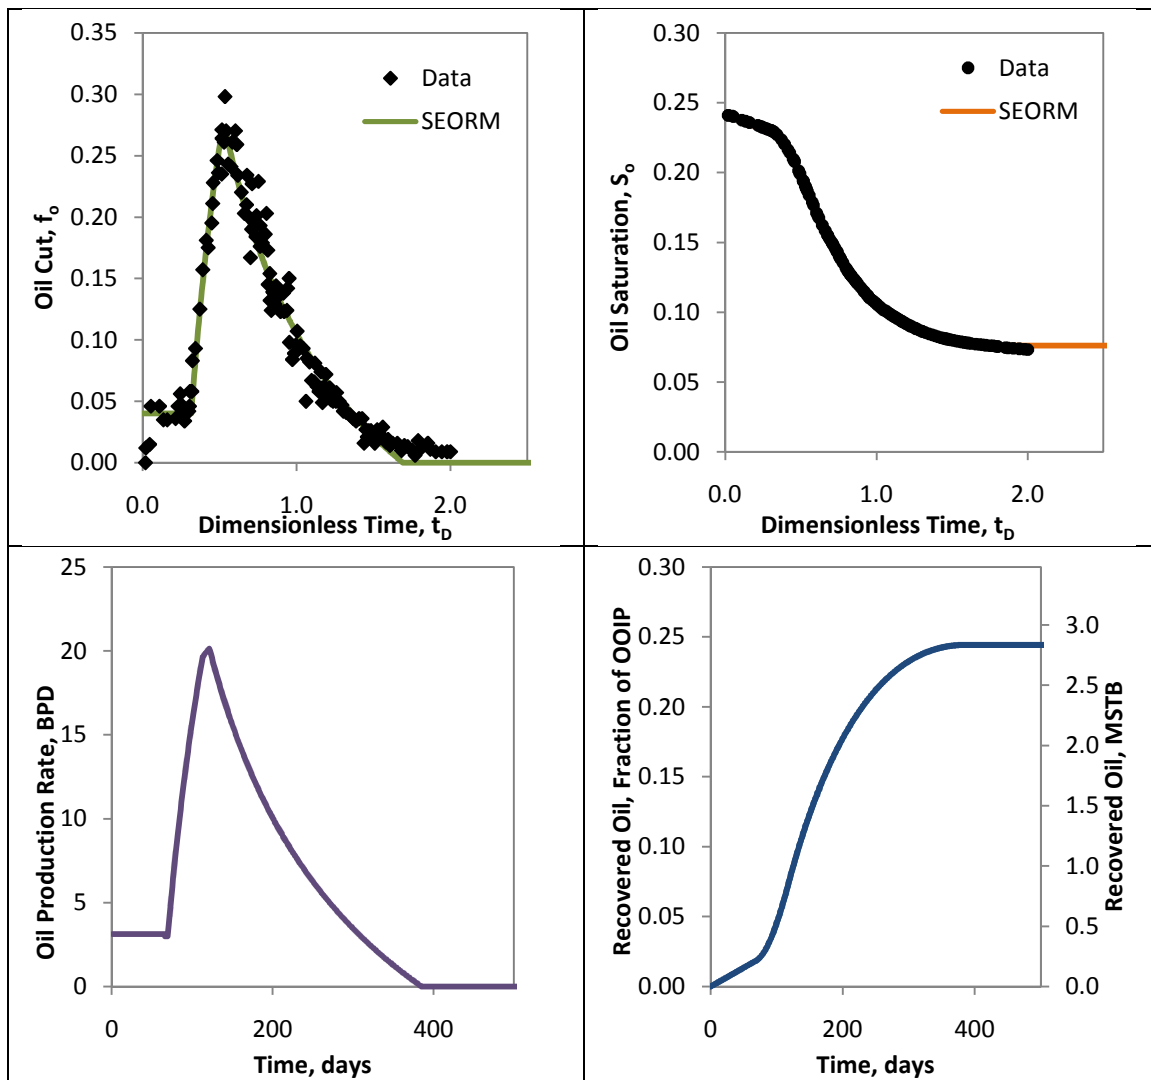 0.35
0.30
0.25
0.20
0.15
0.10
0.05
0.00
Oil Cut, fo
Data
SEORM
0.0 1.0 2.0
Dimensionless Time, tD
0.30
0.25
0.20
0.15
0.10
0.05
0.00
Oil Saturation, So
Data
SEORM
0.0 1.0 2.0
Dimensionless Time, tD
25
20
15
10
5
0
Oil Production Rate, BPD
0 200 400
Time, days
0.30
0.25
0.20
0.15
0.10
0.05
0.00
Recovered Oil, Fraction of OOIP
3.0
2.5
2.0
1.5
1.0
0.5
0.0
Recovered Oil, MSTB
0 200 400
Time, days